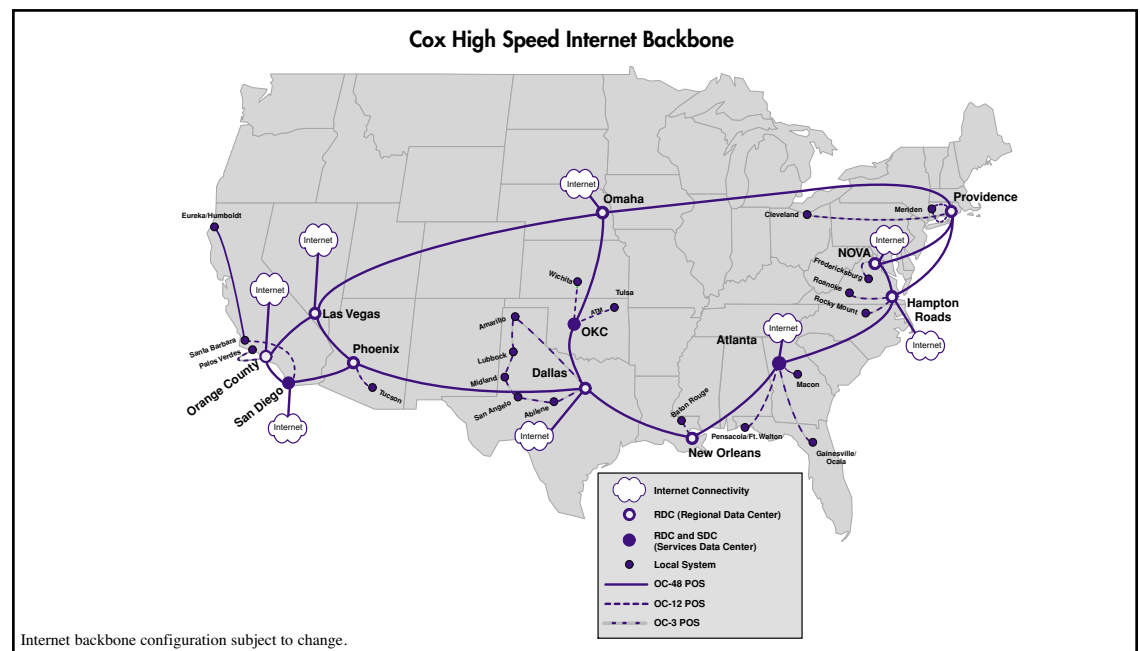 Cox High Speed Internet Backbone
Internet
Omaha
Providence
Eureka/Humboldt
Cleveland
Meriden
Internet
Internet
NOVA
Fredericksburg
Internet
Wichita
Roanoke
Tulsa
ATM
Rocky Mount
Hampton
Roads
Las Vegas
Amarillo
OKC
Internet
Atlanta
Internet
Santa Barbara
Palos Verdes
Phoenix
Lubbock
Orange County
Midland
Dallas
Macon
San Diego
Tucson
San Angelo
Abilene
Baton Rouge
Internet
Internet
Pensacola/Ft. Walton
New Orleans
Gainesville/
Ocala
Internet Connectivity
RDC (Regional Data Center)
RDC and SDC
(Services Data Center)
Local System
OC-48 POS
OC-12 POS
OC-3 POS
Internet backbone configuration subject to change.